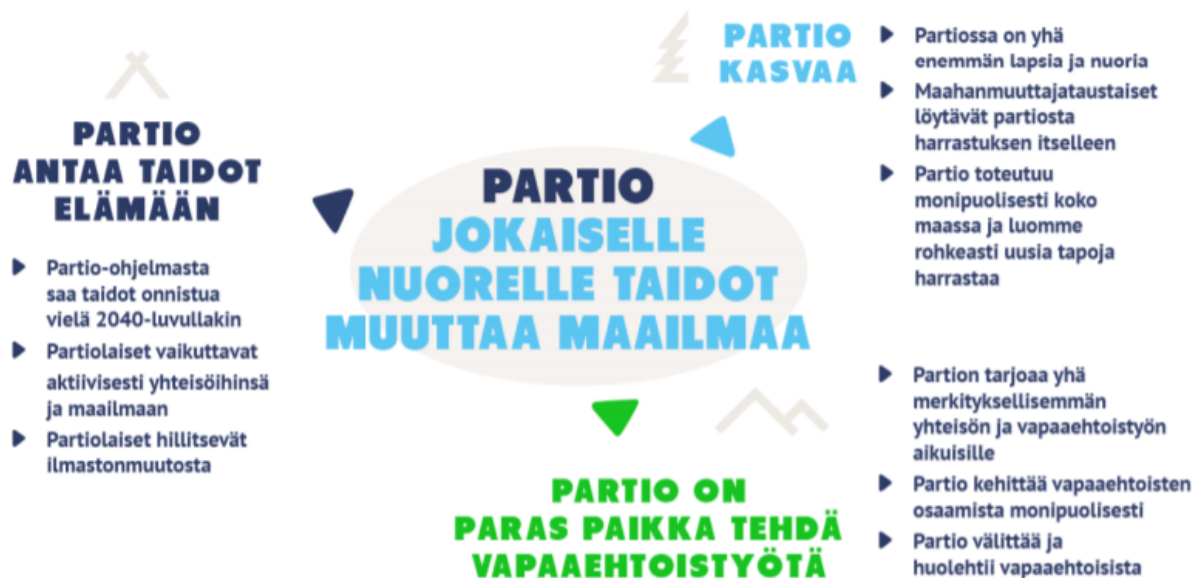 PARTIO
ANTAA TAIDOT
ELÄMÄÄN
Partio-ohjelmasta
saa taidot onnistua
vielä 2040-luvullakin
Partiolaiset vaikuttavat
aktiivisesti yhteisöihinsä
ja maailmaan
Partiolaiset hillitsevät
ilmastonmuutosta
PARTIO
JOKAISELLE
NUORELLE TAIDOT
MUUTTAA MAAILMAA
PARTIO
KASVAA
Partiossa on yhä
enemmän lapsia ja nuoria
Maahanmuuttajataustaiset
löytävät partiosta
harrastuksen itselleen
Partio toteutuu
monipuolisesti koko
maassa ja luomme
rohkeasti uusia tapoja
harrastaa
PARTIO ON
PARAS PAIKKA TEHDÄ
VAPAAEHTOISTYÖTÄ
Partion tarjoaa yhä
merkityksellisemmän
yhteisön ja vapaaehtoistyön
aikuisille
Partio kehittää vapaaehtoisten
osaamista monipuolisesti
Partio välittää ja
huolehtii vapaaehtoisista